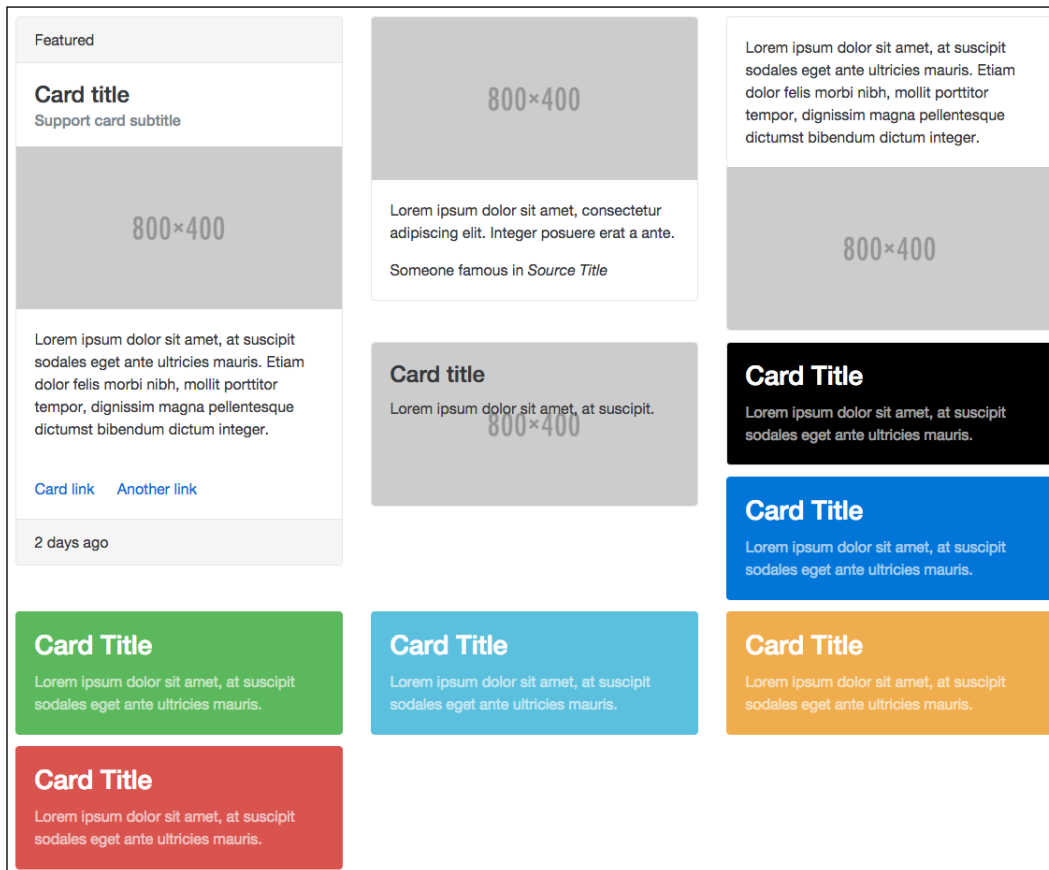 Featured
Card title
Support card subtitle
800×400
Lorem ipsum dolor sit amet, at suscipit
sodales eget ante ultricies mauris. Etiam
dolor felis morbi nibh, mollit porttitor
tempor, dignissim magna pellentesque
dictumst bibendum dictum integer.
Card link Another link
2 days ago
800×400
Lorem ipsum dolor sit amet, consectetur
adipiscing elit. Integer posuere erat a ante.
Someone famous in Source Title
Lorem ipsum dolor sit amet, at suscipit
sodales eget ante ultricies mauris. Etiam
dolor felis morbi nibh, mollit porttitor
tempor, dignissim magna pellentesque
dictumst bibendum dictum integer.
800×400
Card title
Lorem ipsum dolor sit amet, at suscipit.
800×400
Card Title
Lorem ipsum dolor sit amet, at suscipit
sodales eget ante ultricies mauris.
Card Title
Lorem ipsum dolor sit amet, at suscipit
sodales eget ante ultricies mauris.
Card Title
Lorem ipsum dolor sit amet, at suscipit
sodales eget ante ultricies mauris.
Card Title
Lorem ipsum dolor sit amet, at suscipit
sodales eget ante ultricies mauris.
Card Title
Lorem ipsum dolor sit amet, at suscipit
sodales eget ante ultricies mauris.
Card Title
Lorem ipsum dolor sit amet, at suscipit
sodales eget ante ultricies mauris.